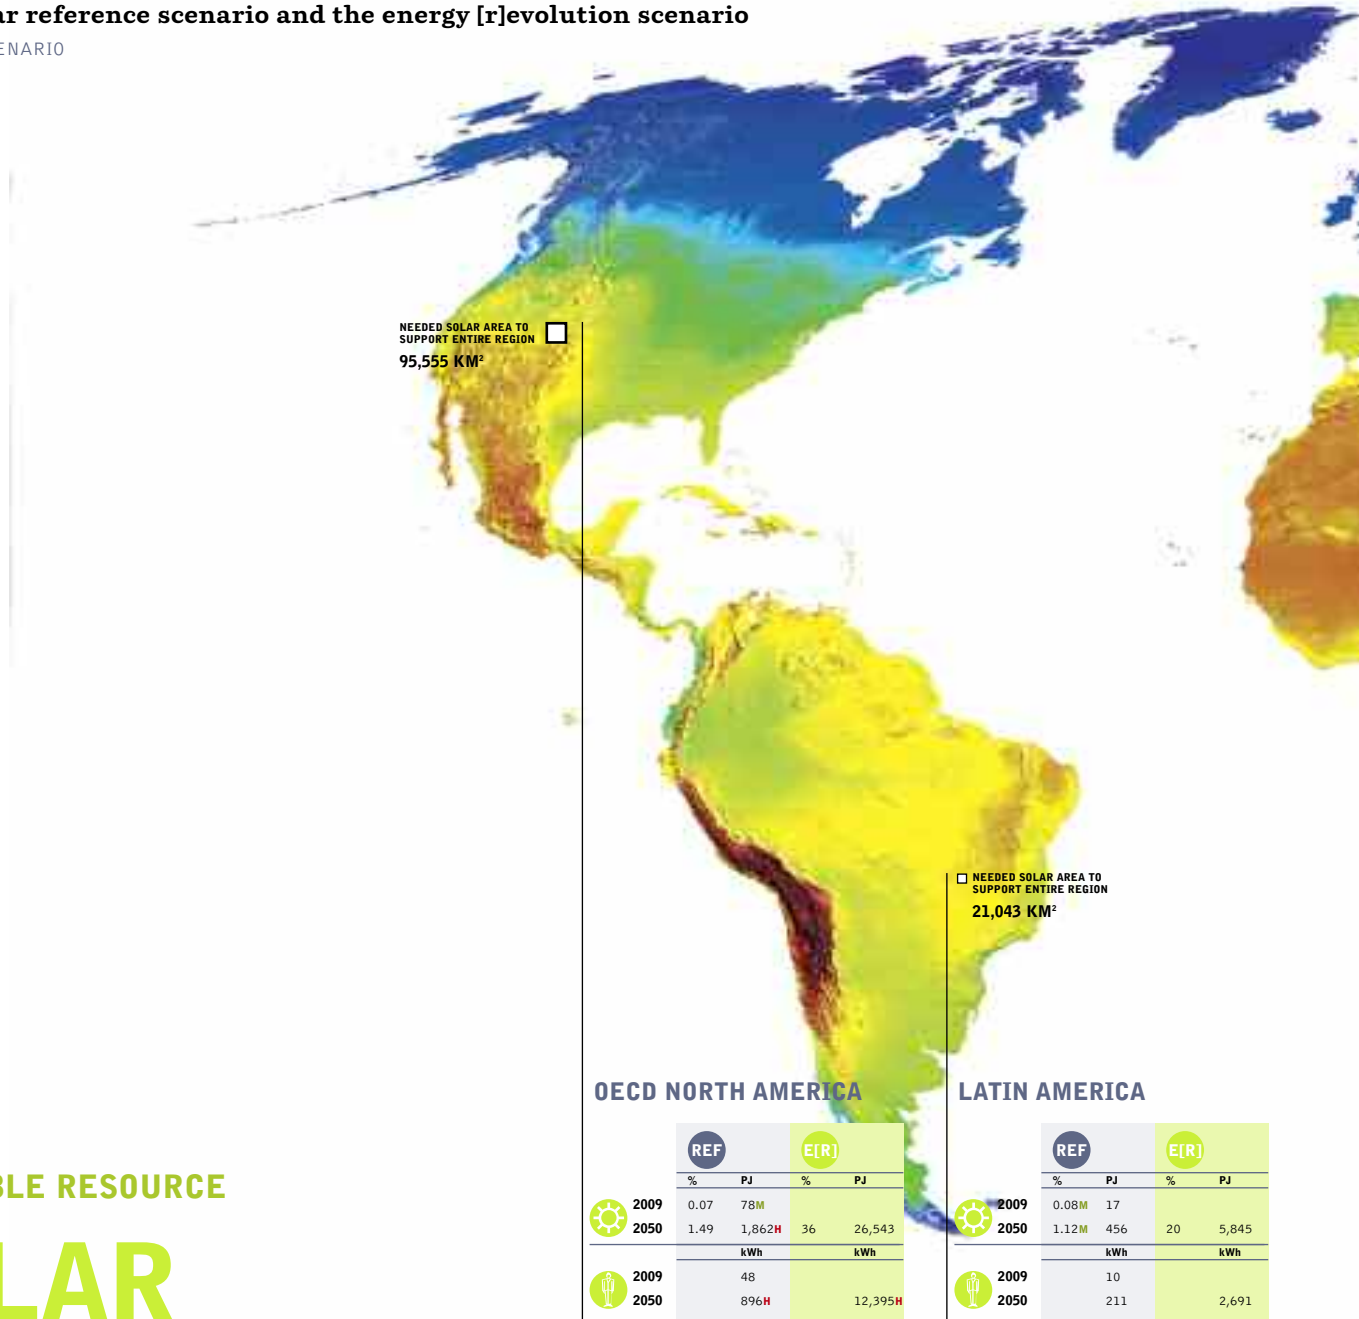 ar reference scenario and the energy [r]evolution scenario
ENARIO
NEEDED SOLAR AREA TO
SUPPORT ENTIRE REGION
95,555 KM²
NEEDED SOLAR AREA TO
SUPPORT ENTIRE REGION
21,043 KM²
BLE RESOURCE
LAR
OECD NORTH AMERICA
REF E[R]
% PJ % PJ
2009 0.07 78M
2050 1.49 1,862H 36 26,543
kWh kWh
2009 48
2050 896H 12,395H
LATIN AMERICA
REF E[R]
% PJ % PJ
2009 0.08M 17
2050 1.12M 456 20 5,845
kWh kWh
2009 10
2050 211 2,691